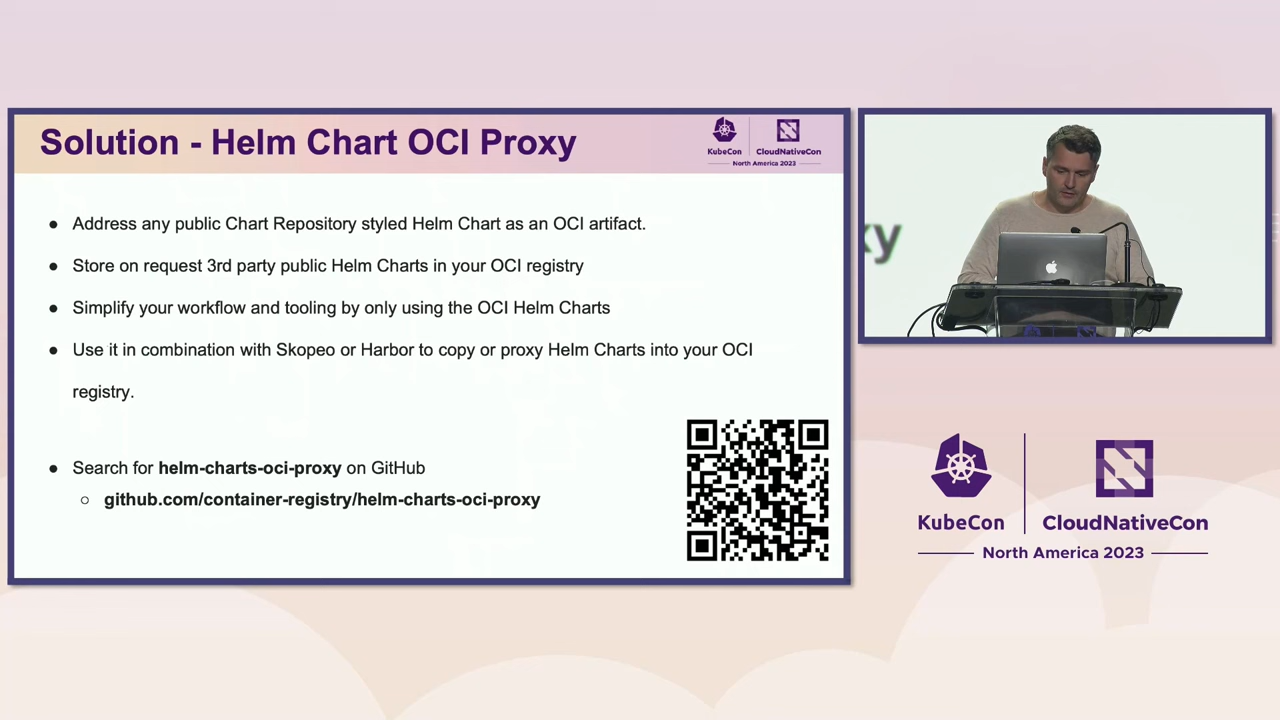 Solution - Helm Chart OCI Proxy
KubeCon
CloudNativeCon
North America 2023
● Address any public Chart Repository styled Helm Chart as an OCI artifact.
● Store on request 3rd party public Helm Charts in your OCI registry
● Simplify your workflow and tooling by only using the OCI Helm Charts
● Use it in combination with Skopeo or Harbor to copy or proxy Helm Charts into your OCI
registry.
● Search for helm-charts-oci-proxy on GitHub
○ github.com/container-registry/helm-charts-oci-proxy
xy
KubeCon
CloudNativeCon
North America 2023